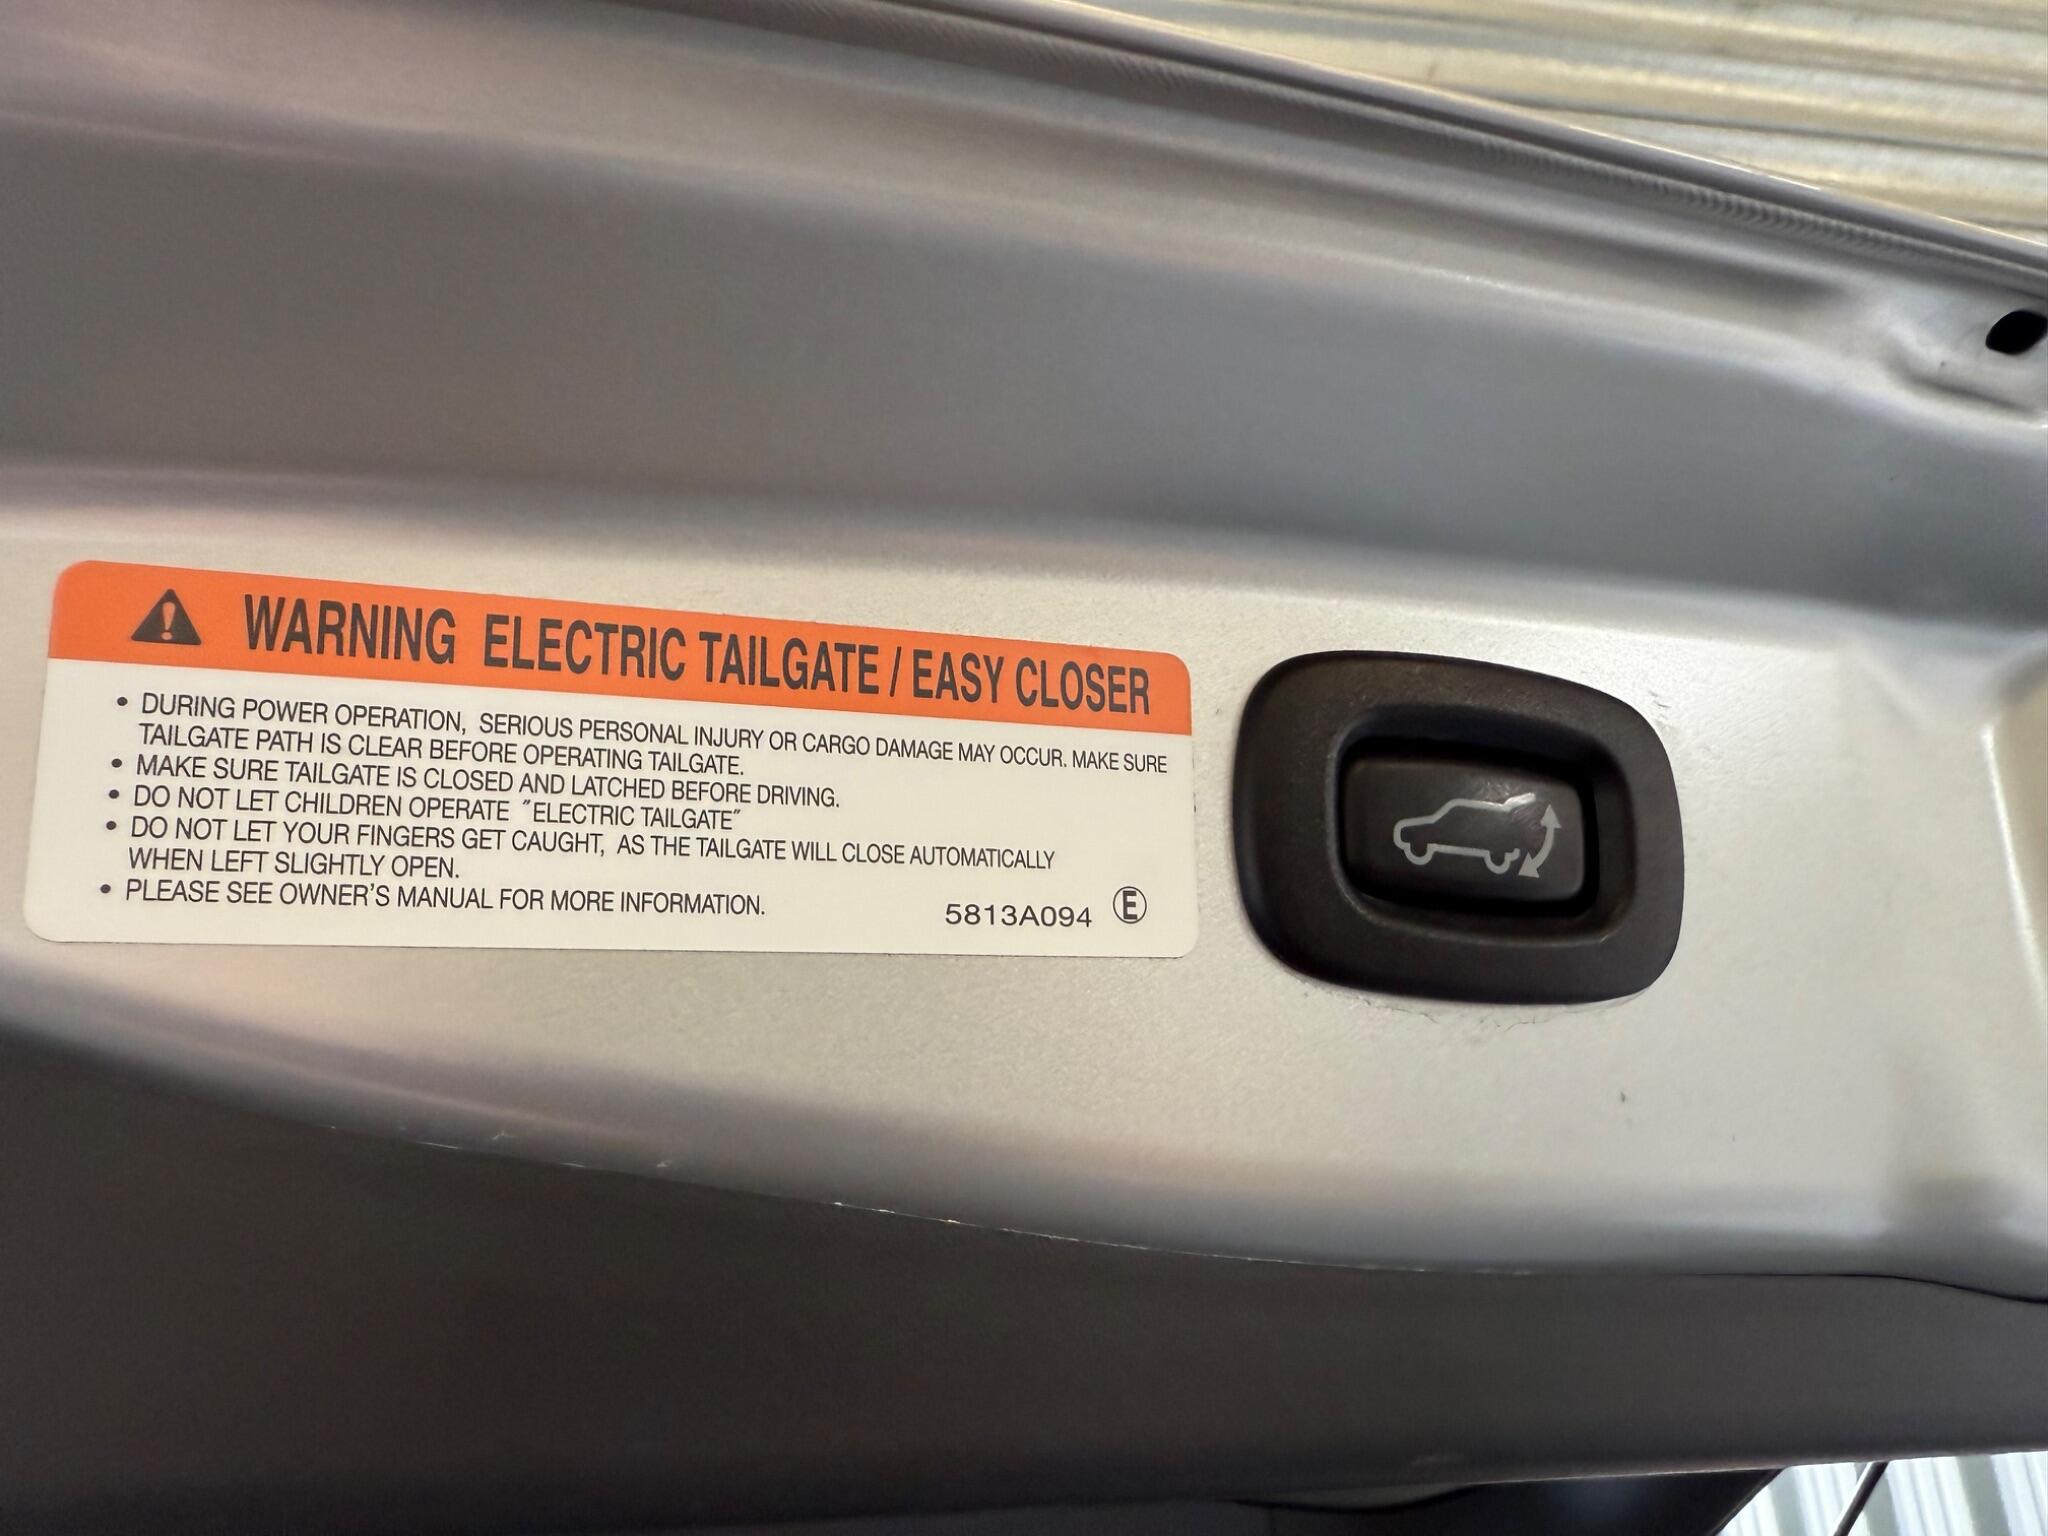 WARNING ELECTRIC TAILGATE / EASY CLOSER
• DURING POWER OPERATION, SERIOUS PERSONAL INJURY OR CARGO DAMAGE MAY OCCUR. MAKE SURE
TAILGATE PATH IS CLEAR BEFORE OPERATING TAILGATE.
• MAKE SURE TAILGATE IS CLOSED AND LATCHED BEFORE DRIVING.
• DO NOT LET CHILDREN OPERATE ″ELECTRIC TAILGATE″
• DO NOT LET YOUR FINGERS GET CAUGHT, AS THE TAILGATE WILL CLOSE AUTOMATICALLY
WHEN LEFT SLIGHTLY OPEN.
• PLEASE SEE OWNER'S MANUAL FOR MORE INFORMATION.
5813A094 Ⓔ